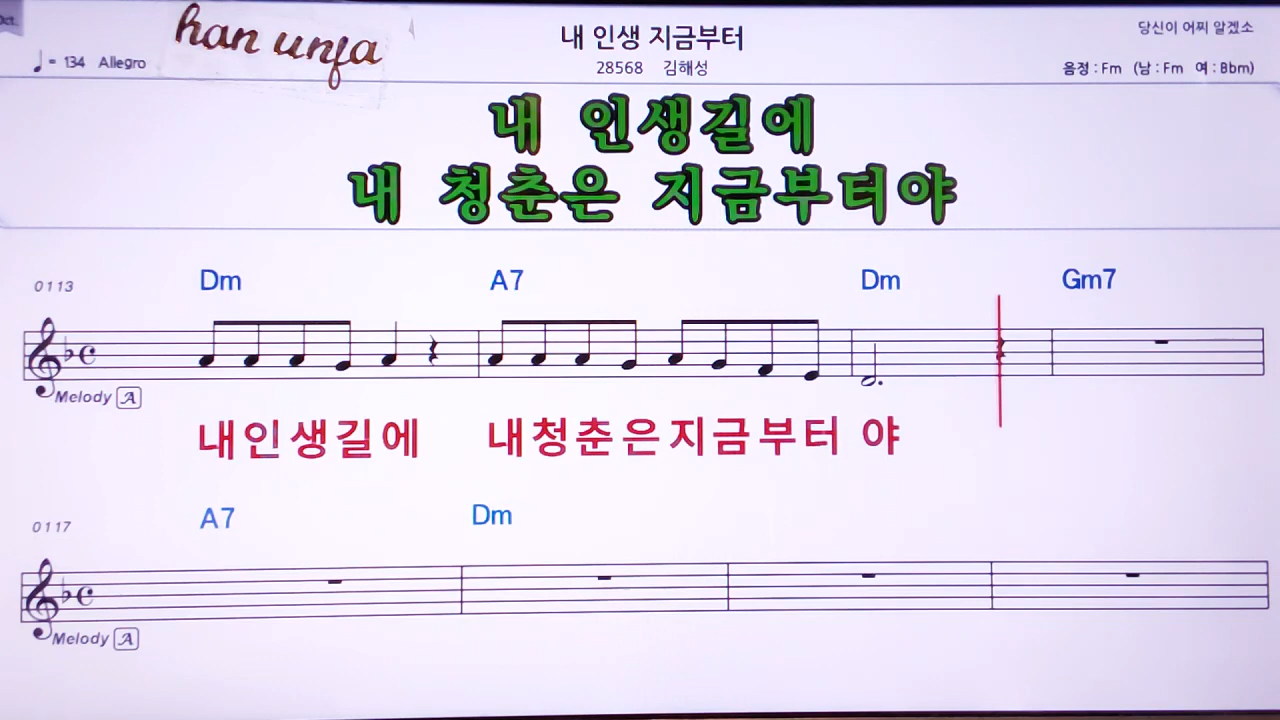 Oct.
han unfa
♩= 134 Allegro
내 인생 지금부터
28568 김해성
당신이 어찌 알겠소
음정 : Fm (남 : Fm 여 : Bbm)
내 인생길에
내 청춘은 지금부터야
0113
Dm A7 Dm Gm7
Melody A
내인생길에 내청춘은지금부터 야
0117
A7 Dm
Melody A